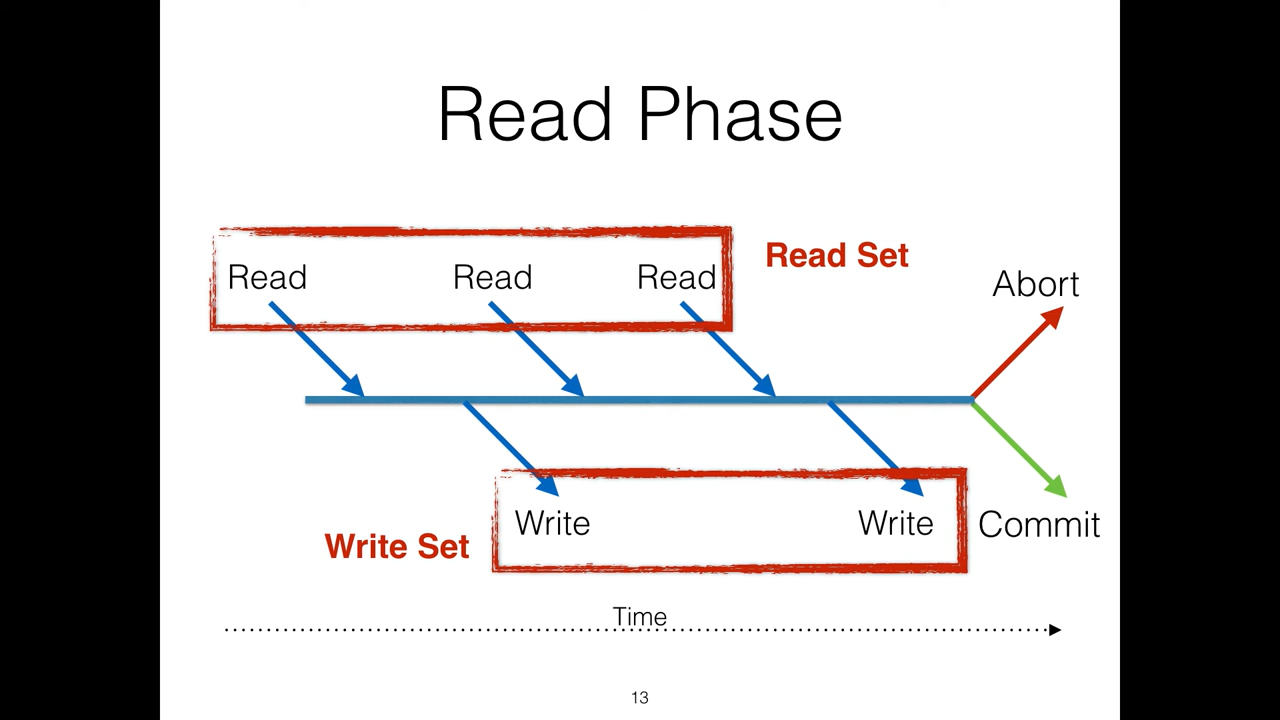 Read Phase
Read Set
Read Read Read
Abort
Write Write Commit
Write Set
Time
13